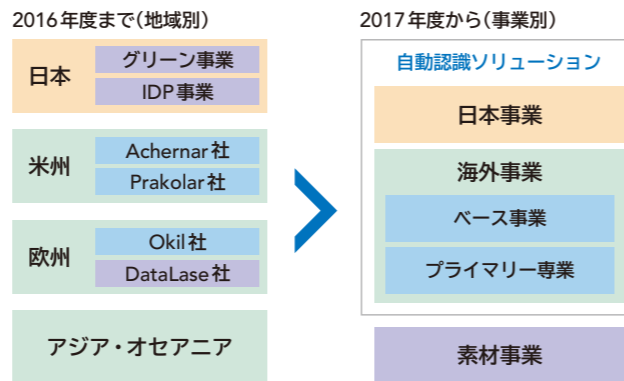 2016年度まで（地域別）
日本
グリーン事業
IDP事業
米州
Achernar社
Prakolar社
欧州
Okil社
DataLase社
アジア・オセアニア
2017年度から（事業別）
自動認識ソリューション
日本事業
海外事業
ベース事業
プライマリー専業
素材事業